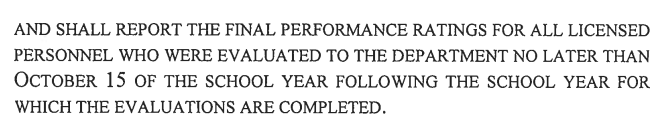 AND SHALL REPORT THE FINAL PERFORMANCE RATINGS FOR ALL LICENSED
PERSONNEL WHO WERE EVALUATED TO THE DEPARTMENT NO LATER THAN
OCTOBER 15 OF THE SCHOOL YEAR FOLLOWING THE SCHOOL YEAR FOR
WHICH THE EVALUATIONS ARE COMPLETED.